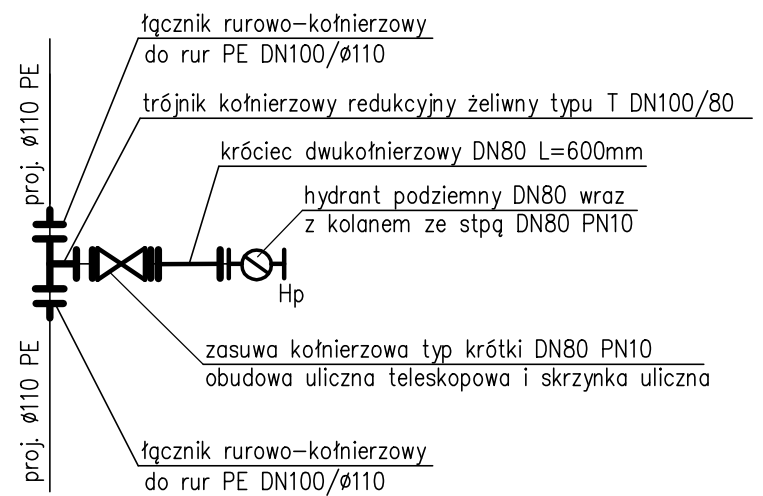 łącznik rurowo-kołnierzowy
do rur PE DN100/ø110
proj. ø110 PE
trójnik kołnierzowy redukcyjny żeliwny typu T DN100/80
króciec dwukołnierzowy DN80 L=600mm
hydrant podziemny DN80 wraz
z kolanem ze stpą DN80 PN10
Hp
zasuwa kołnierzowa typ krótki DN80 PN10
obudowa uliczna teleskopowa i skrzynka uliczna
proj. ø110 PE
łącznik rurowo-kołnierzowy
do rur PE DN100/ø110